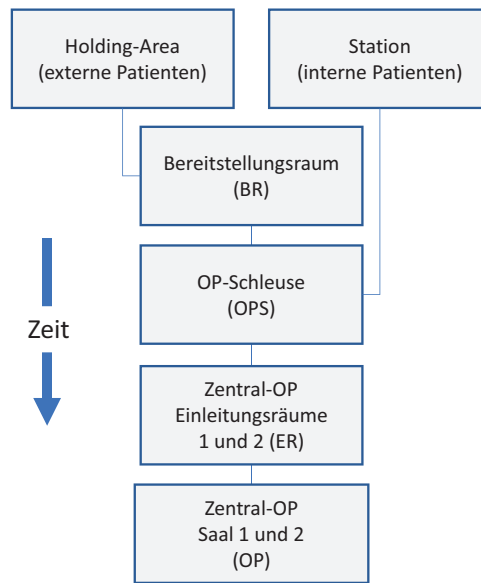 Holding-Area
(externe Patienten)
Station
(interne Patienten)
Bereitstellungsraum
(BR)
OP-Schleuse
(OPS)
Zeit
Zentral-OP
Einleitungsräume
1 und 2 (ER)
Zentral-OP
Saal 1 und 2
(OP)